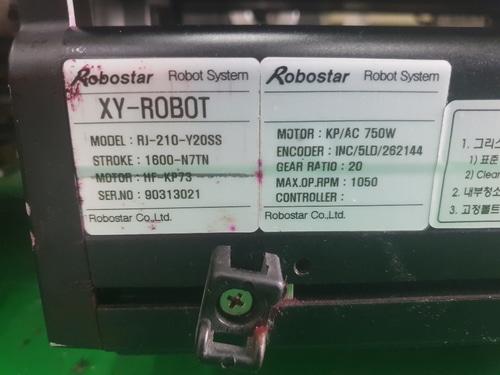 Robostar Robot System
XY-ROBOT
MODEL: RJ-210-Y20SS
STROKE: 1600-N7TN
MOTOR: HF-KP73
SER.NO: 90313021
Robostar Co.,Ltd.
Robostar Robot System
MOTOR: KP/AC 750W
ENCODER: INC/5LD/262144
GEAR RATIO: 20
MAX.OP.RPM: 1050
CONTROLLER :
Robostar Co.,Ltd.
1. 그리스
1) 표준
2) Clean
2. 내부청소
3. 고정볼트